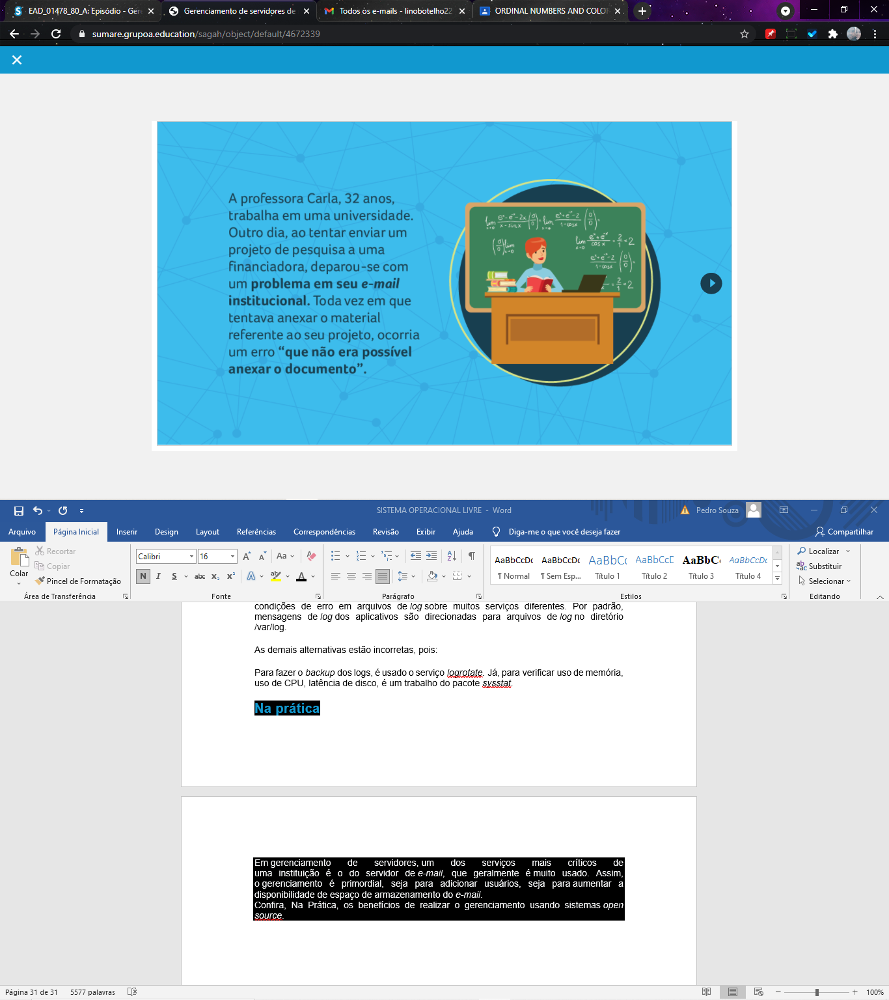 EAD_01478_80_A: Episódio - Gere
Gerenciamento de servidores de
Todos os e-mails - linobotelho22
ORDINAL NUMBERS AND COLOR
sumare.grupoa.education/sagah/object/default/4672339
A professora Carla, 32 anos,
trabalha em uma universidade.
Outro dia, ao tentar enviar um
projeto de pesquisa a uma
financiadora, deparou-se com
um problema em seu e-mail
institucional. Toda vez em que
tentava anexar o material
referente ao seu projeto, ocorria
um erro “que não era possível
anexar o documento”.
SISTEMA OPERACIONAL LIVRE - Word
Pedro Souza
Arquivo Página Inicial Inserir Design Layout Referências Correspondências Revisão Exibir Ajuda Diga-me o que você deseja fazer Compartilhar
Colar
Recortar
Copiar
Pincel de Formatação
Área de Transferência
Calibri 16
Aa
N I S abc x₂ x²
Fonte
Parágrafo
AaBbCcDc AaBbCcDc AaBbCc AaBbCcD AaBbC AaBbCcDc
¶ Normal ¶ Sem Esp... Título 1 Título 2 Título 3 Título 4
Estilos
Localizar
Substituir
Selecionar
Editando
condições de erro em arquivos de log sobre muitos serviços diferentes. Por padrão,
mensagens de log dos aplicativos são direcionadas para arquivos de log no diretório
/var/log.
As demais alternativas estão incorretas, pois:
Para fazer o backup dos logs, é usado o serviço logrotate. Já, para verificar uso de memória,
uso de CPU, latência de disco, é um trabalho do pacote sysstat.
Na prática
Em gerenciamento de servidores, um dos serviços mais críticos de
uma instituição é o do servidor de e-mail, que geralmente é muito usado. Assim,
o gerenciamento é primordial, seja para adicionar usuários, seja para aumentar a
disponibilidade de espaço de armazenamento do e-mail.
Confira, Na Prática, os benefícios de realizar o gerenciamento usando sistemas open
source.
Página 31 de 31 5577 palavras
100%